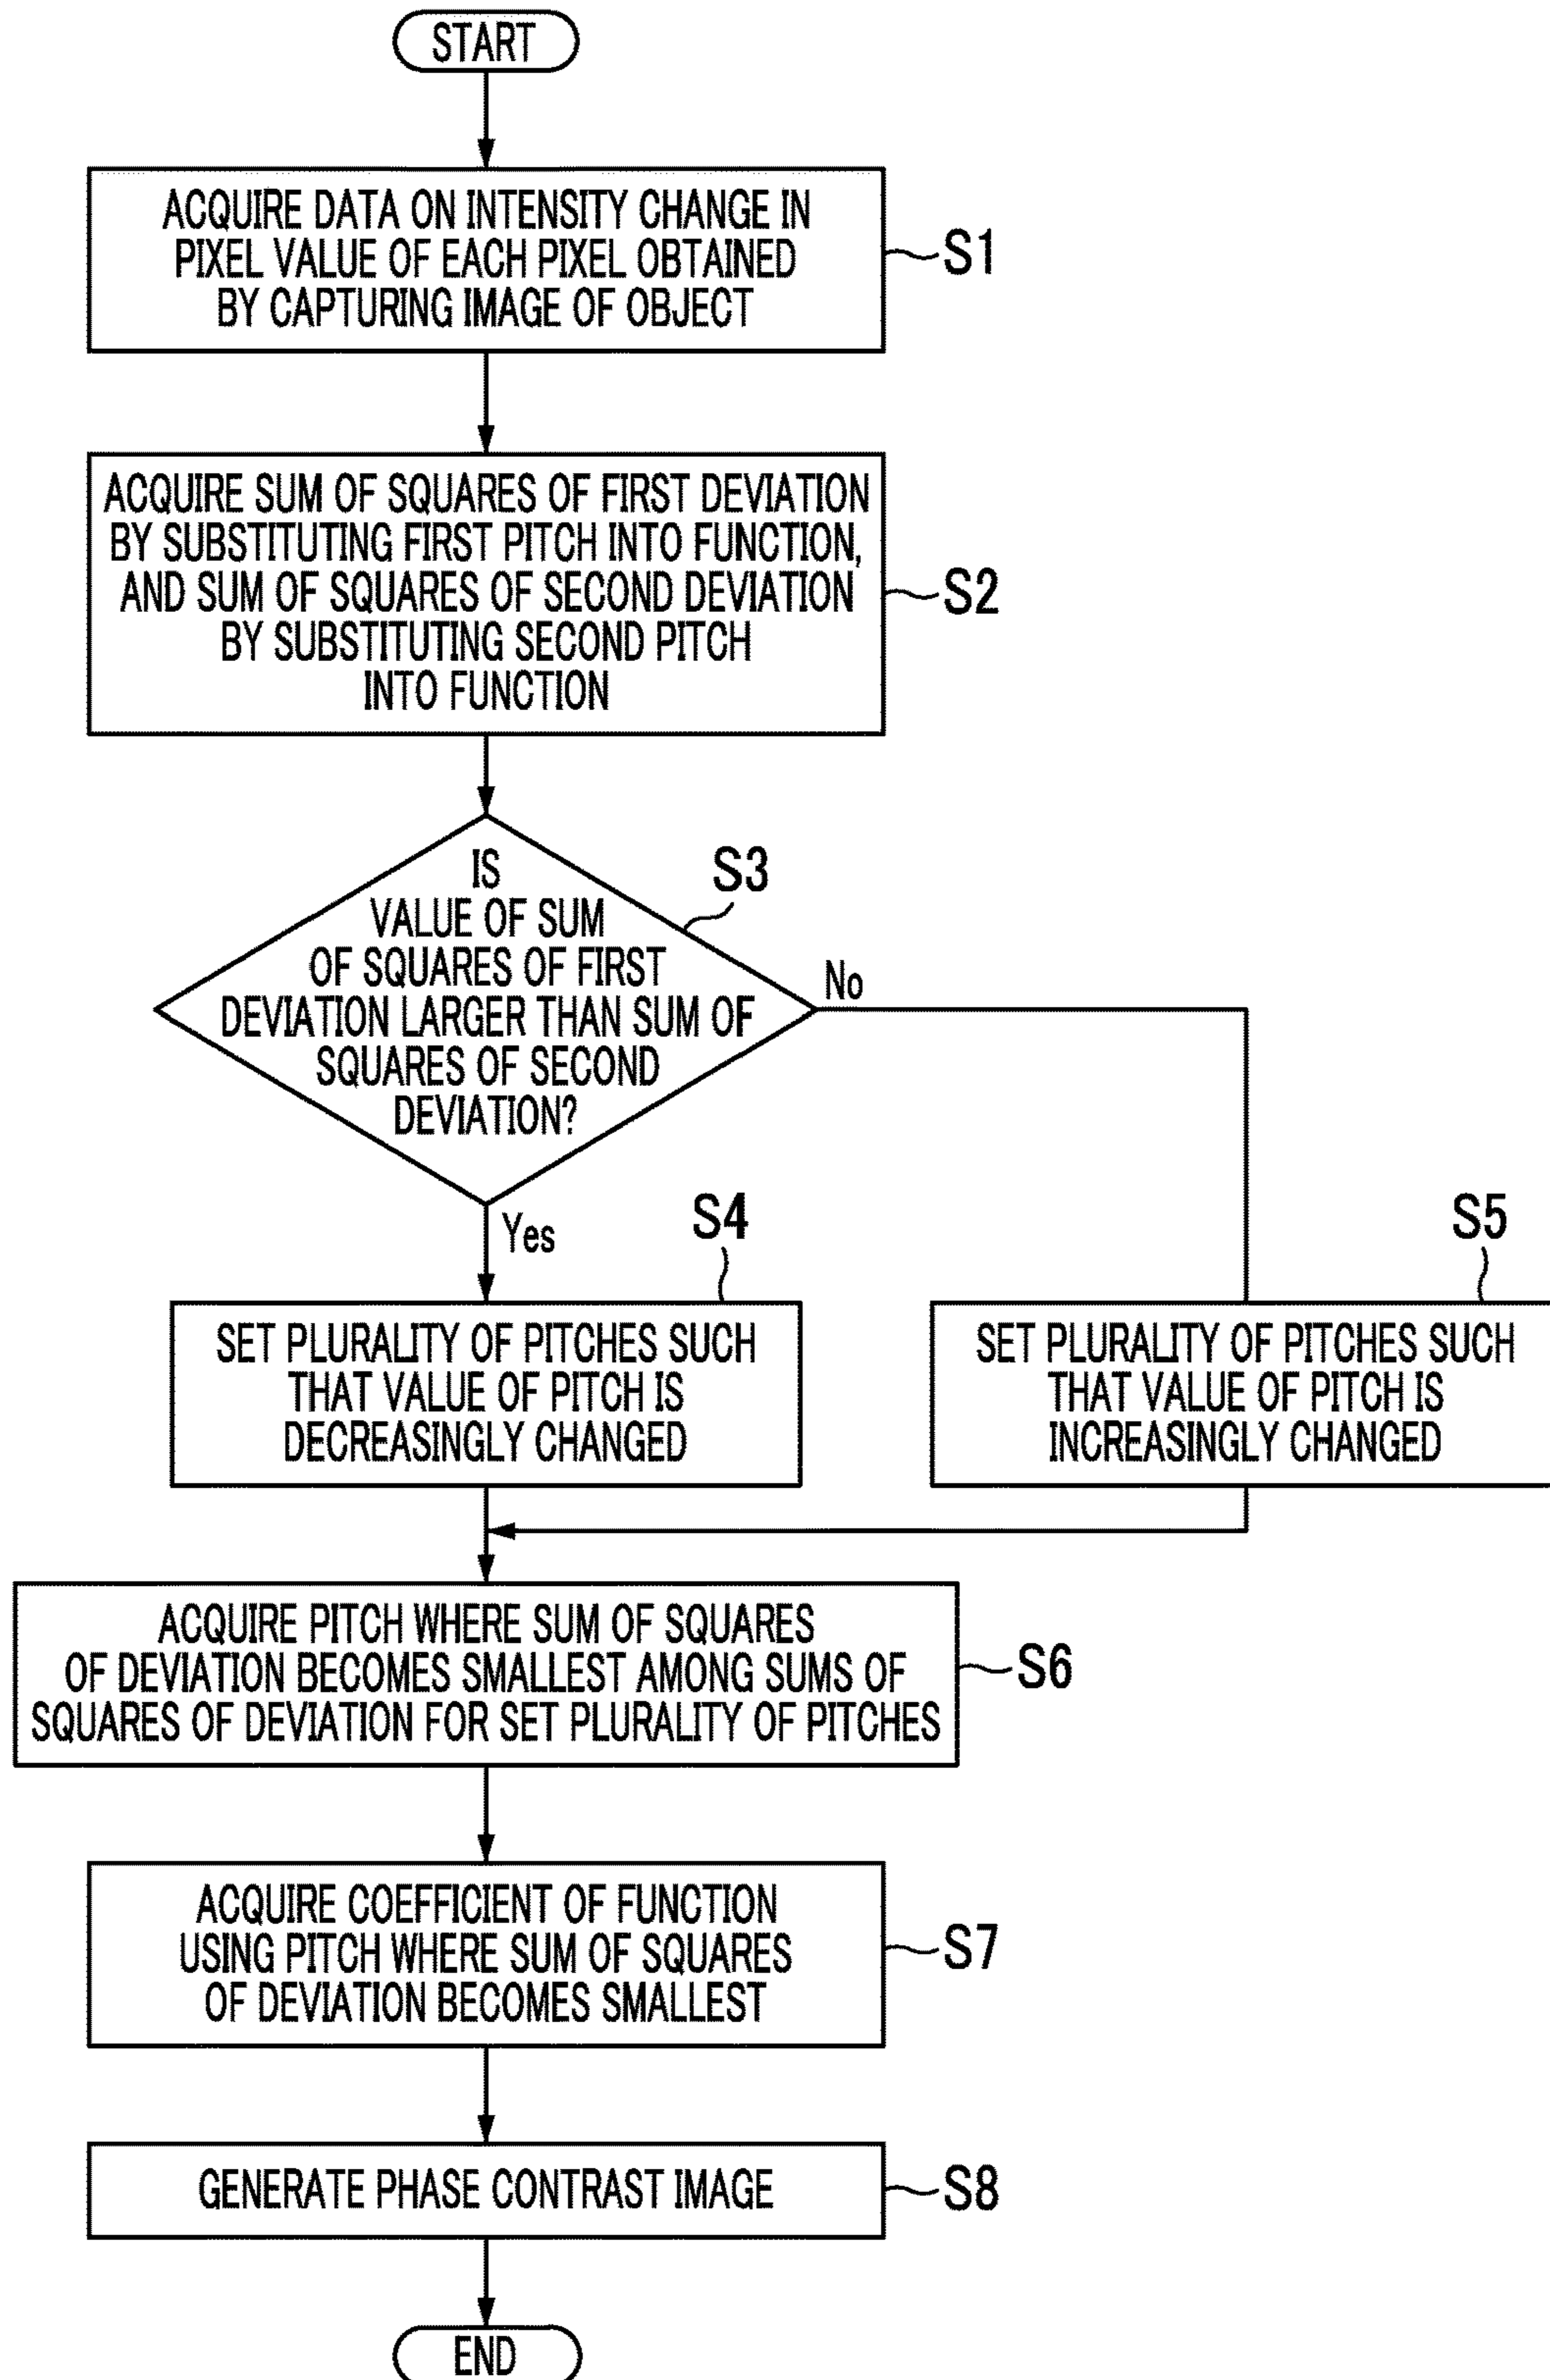 START
ACQUIRE DATA ON INTENSITY CHANGE IN
PIXEL VALUE OF EACH PIXEL OBTAINED
BY CAPTURING IMAGE OF OBJECT
S1
ACQUIRE SUM OF SQUARES OF FIRST DEVIATION
BY SUBSTITUTING FIRST PITCH INTO FUNCTION,
AND SUM OF SQUARES OF SECOND DEVIATION
BY SUBSTITUTING SECOND PITCH
INTO FUNCTION
S2
IS
VALUE OF SUM
OF SQUARES OF FIRST
DEVIATION LARGER THAN SUM OF
SQUARES OF SECOND
DEVIATION?
S3
No
Yes
S4
SET PLURALITY OF PITCHES SUCH
THAT VALUE OF PITCH IS
DECREASINGLY CHANGED
S5
SET PLURALITY OF PITCHES SUCH
THAT VALUE OF PITCH IS
INCREASINGLY CHANGED
ACQUIRE PITCH WHERE SUM OF SQUARES
OF DEVIATION BECOMES SMALLEST AMONG SUMS OF
SQUARES OF DEVIATION FOR SET PLURALITY OF PITCHES
S6
ACQUIRE COEFFICIENT OF FUNCTION
USING PITCH WHERE SUM OF SQUARES
OF DEVIATION BECOMES SMALLEST
S7
GENERATE PHASE CONTRAST IMAGE
S8
END